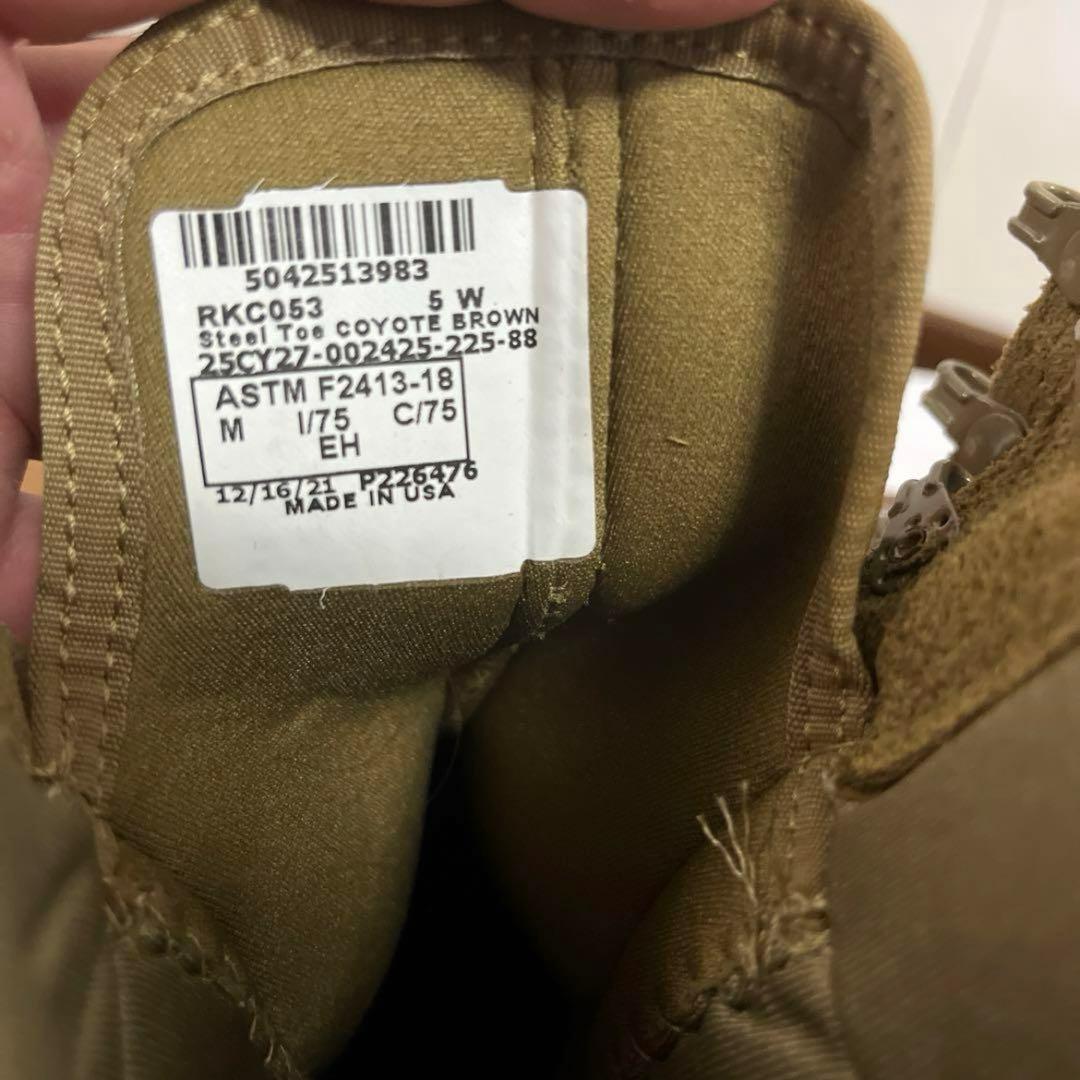 5042513983
RKC053 5 W
Steel Toe COYOTE BROWN
25CY27-002425-225-88
ASTM F2413-18
M I/75 C/75
EH
12/16/21 P226476
MADE IN USA